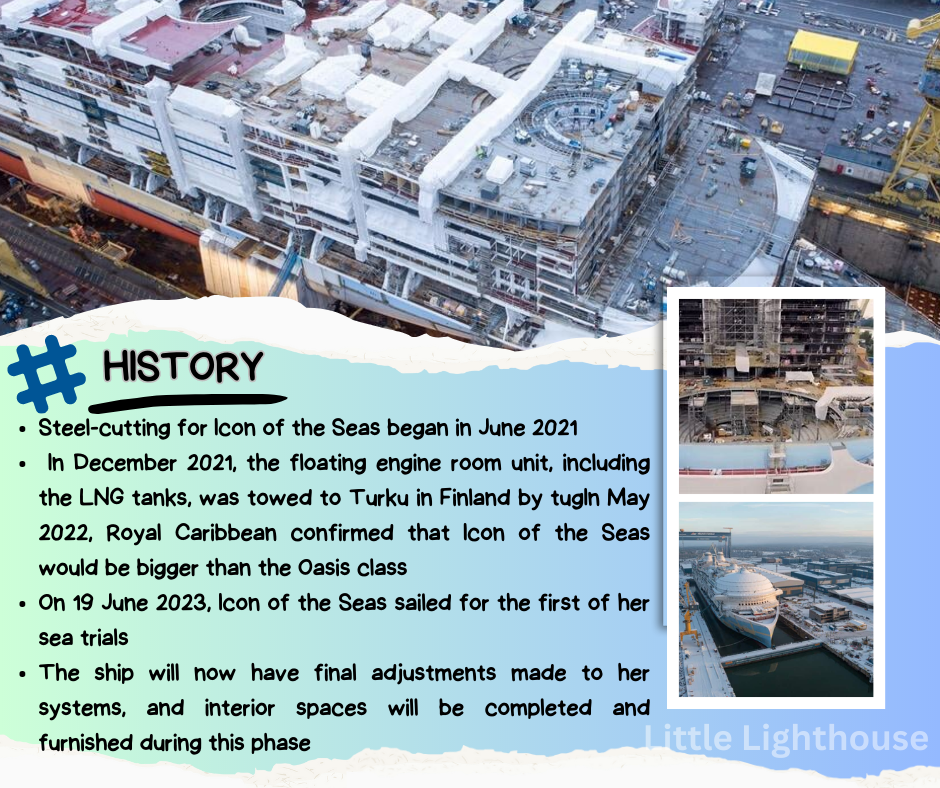 # HISTORY
• Steel-cutting for Icon of the Seas began in June 2021
• In December 2021, the floating engine room unit, including
the LNG tanks, was towed to Turku in Finland by tugIn May
2022, Royal Caribbean confirmed that Icon of the Seas
would be bigger than the Oasis class
• On 19 June 2023, Icon of the Seas sailed for the first of her
sea trials
• The ship will now have final adjustments made to her
systems, and interior spaces will be completed and
furnished during this phase
Little Lighthouse